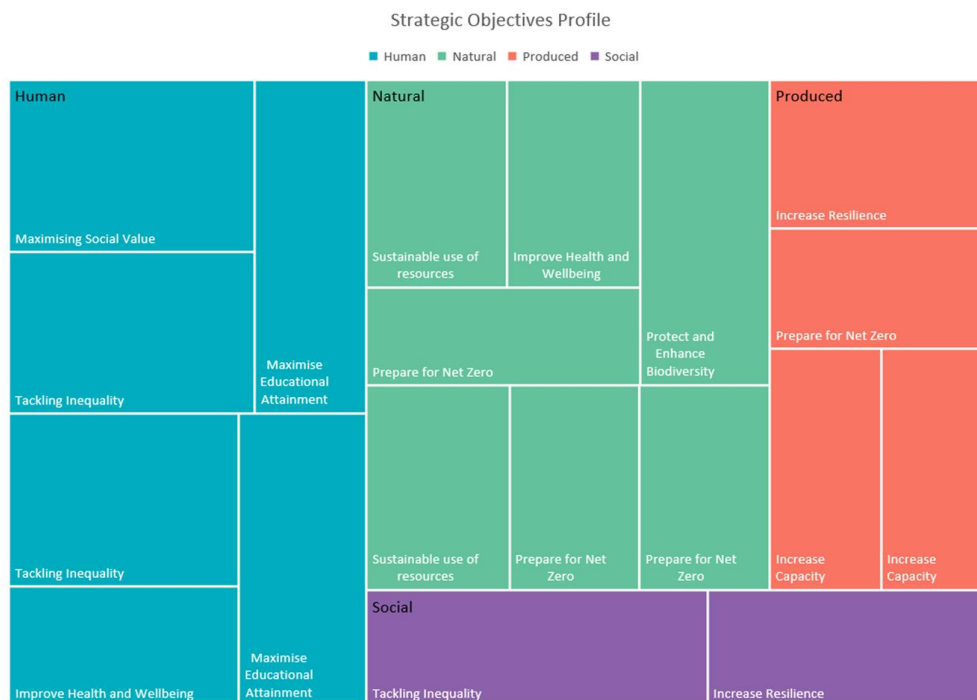 Strategic Objectives Profile
Human Natural Produced Social
Human
Maximising Social Value
Tackling Inequality
Maximise
Educational
Attainment
Tackling Inequality
Improve Health and Wellbeing
Maximise
Educational
Attainment
Natural
Sustainable use of
resources
Improve Health and
Wellbeing
Prepare for Net Zero
Protect and
Enhance
Biodiversity
Sustainable use of
resources
Prepare for Net
Zero
Prepare for Net
Zero
Produced
Increase Resilience
Prepare for Net Zero
Increase
Capacity
Increase
Capacity
Social
Tackling Inequality
Increase Resilience